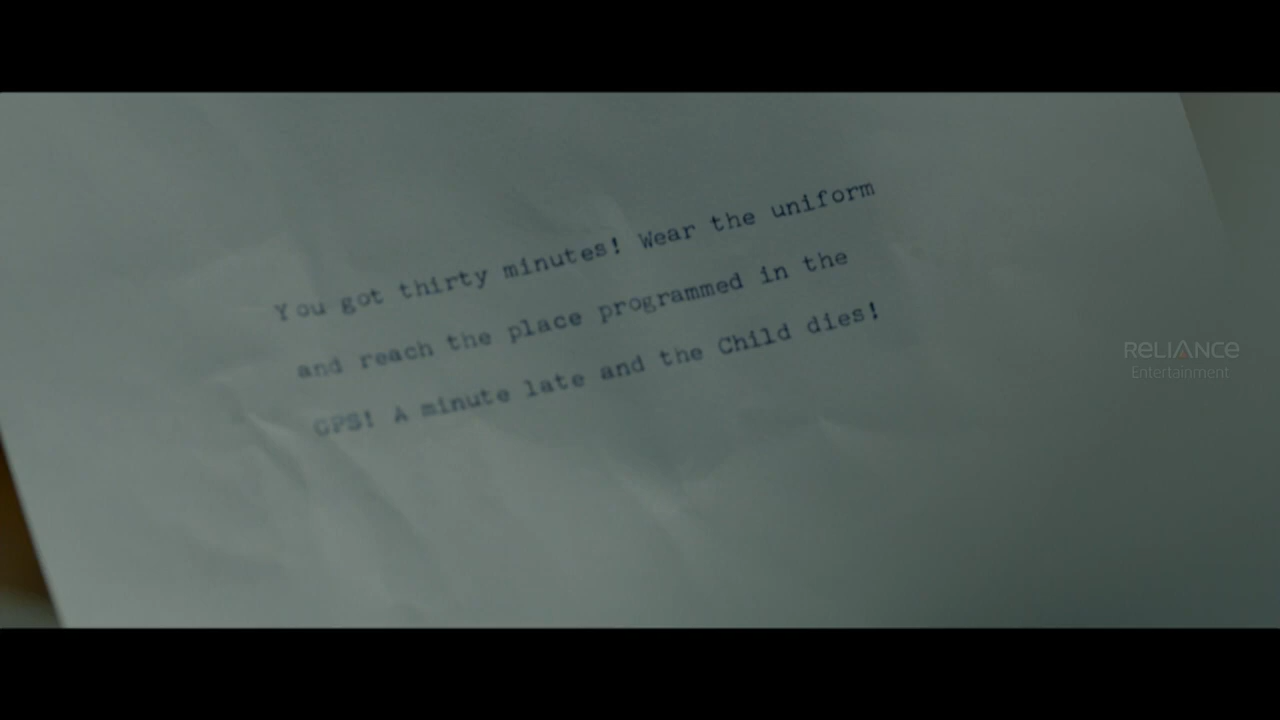 You got thirty minutes! Wear the uniform
and reach the place programmed in the
GPS! A minute late and the Child dies!
RELIANCE
Entertainment